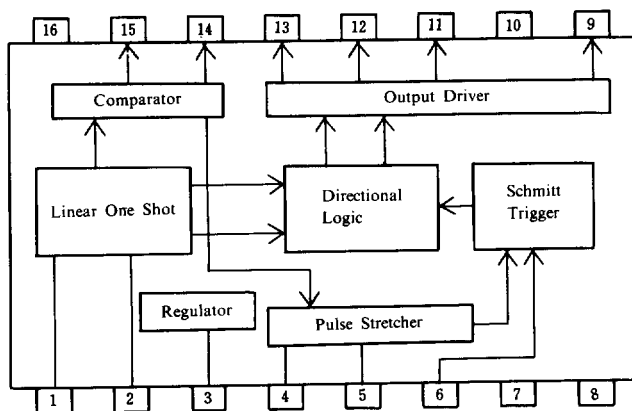 16 15 14 13 12 11 10 9
Comparator
Output Driver
Linear One Shot
Directional
Logic
Schmitt
Trigger
Regulator
Pulse Stretcher
1 2 3 4 5 6 7 8